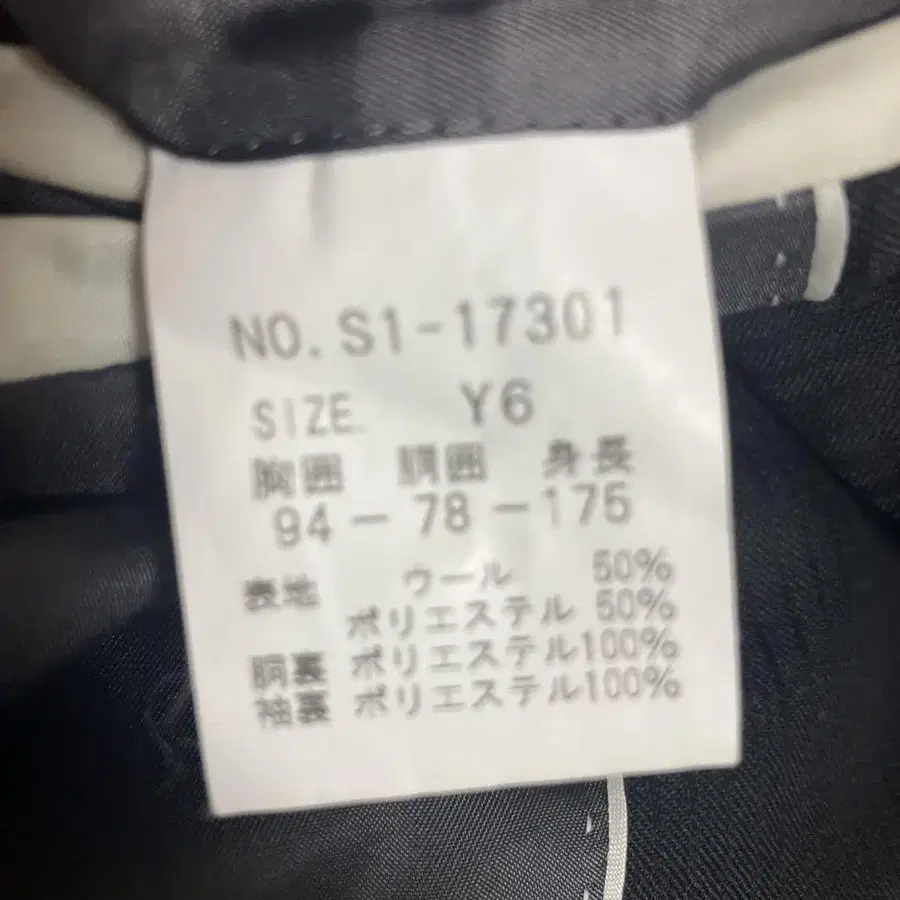 NO. S1-17301
SIZE. Y6
胸囲 胴囲 身長
94-78-175
表地 ウール 50%
ポリエステル 50%
胴裏 ポリエステル100%
袖裏 ポリエステル100%